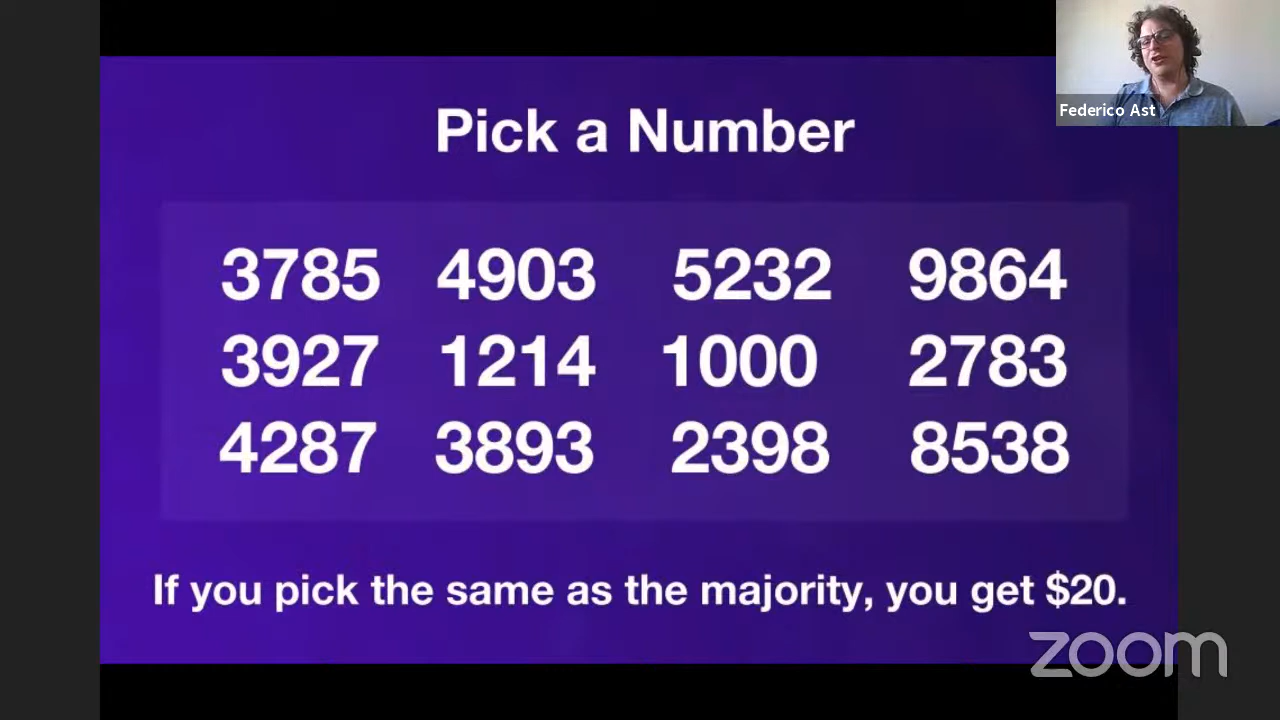 Federico Ast
Pick a Number
3785 4903 5232 9864
3927 1214 1000 2783
4287 3893 2398 8538
If you pick the same as the majority, you get $20.
zoom